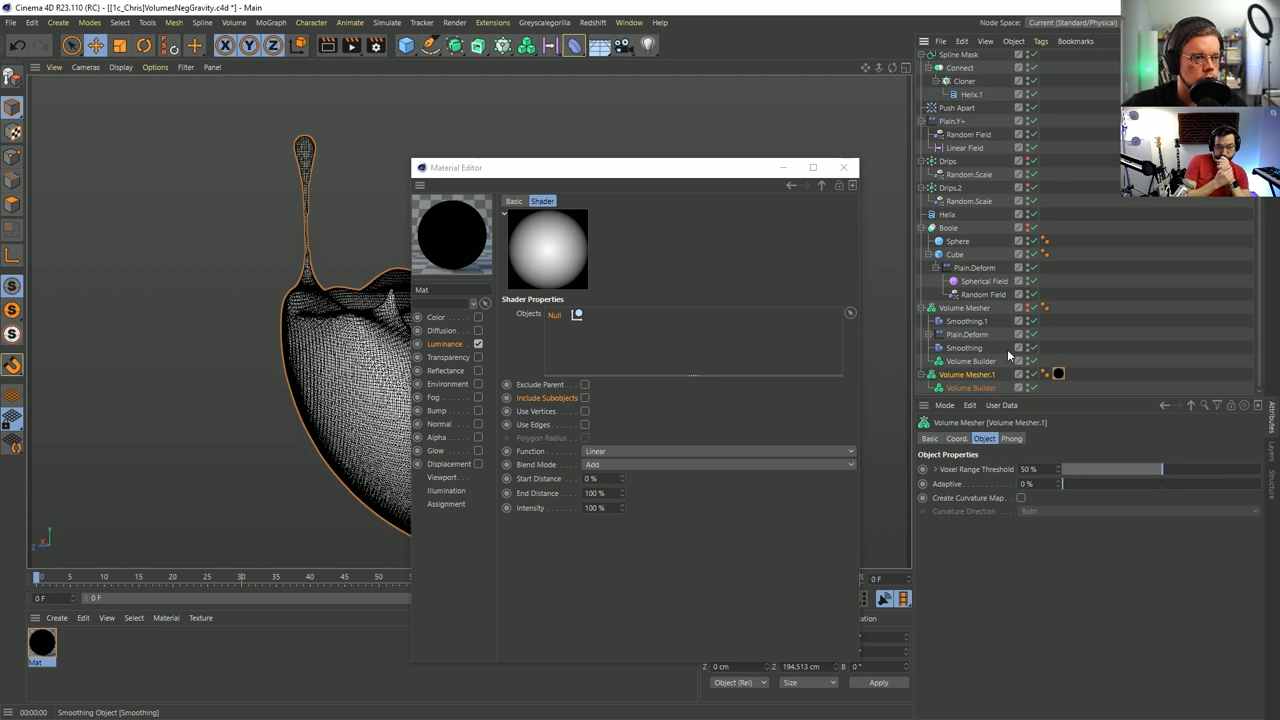 Cinema 4D R23.110 (RC) - [[1c_Chris]VolumesNegGravity.c4d *] - Main
File Edit Create Modes Select Tools Spline Volume MoGraph Character Animate Simulate Tracker Render Extensions Greyscalegorilla Redshift Window Help
Node Space: Current (Standard/Physical)
View Cameras Display Options Filter Panel
File Edit View Object Tags Bookmarks
Spline Mask
Connect
Cloner
Helix.1
Push Apart
Plain.Y+
Random Field
Linear Field
Drips
Random.Scale
Drips.2
Random.Scale
Helix
Boole
Sphere
Cube
Plain.Deform
Spherical Field
Random Field
Volume Mesher
Smoothing.1
Plain.Deform
Smoothing
Volume Builder
Volume Mesher.1
Volume Builder
Material Editor
Basic Shader
Mat
Color
Diffusion
Luminance
Transparency
Reflectance
Environment
Fog
Bump
Normal
Alpha
Glow
Displacement
Viewport
Illumination
Assignment
Shader Properties
Objects Null
Exclude Parent
Include Subobjects
Use Vertices
Use Edges
Polygon Radius
Function Linear
Blend Mode Add
Start Distance 0 %
End Distance 100 %
Intensity 100 %
Mode Edit User Data
Volume Mesher [Volume Mesher.1]
Basic Coord. Object Phong
Object Properties
Voxel Range Threshold 50 %
Adaptive 0 %
Create Curvature Map
Curvature Direction Both
Attributes
Layers
Structure
Y
X
Z
0 5 10 15 20 25 30 35 40 45 50 55
0 F
0 F 0 F
Create Edit View Select Material Texture
Mat
Z 0 cm Z 194.513 cm B 0 °
Object (Rel) Size Apply
00:00:00 Smoothing Object [Smoothing]